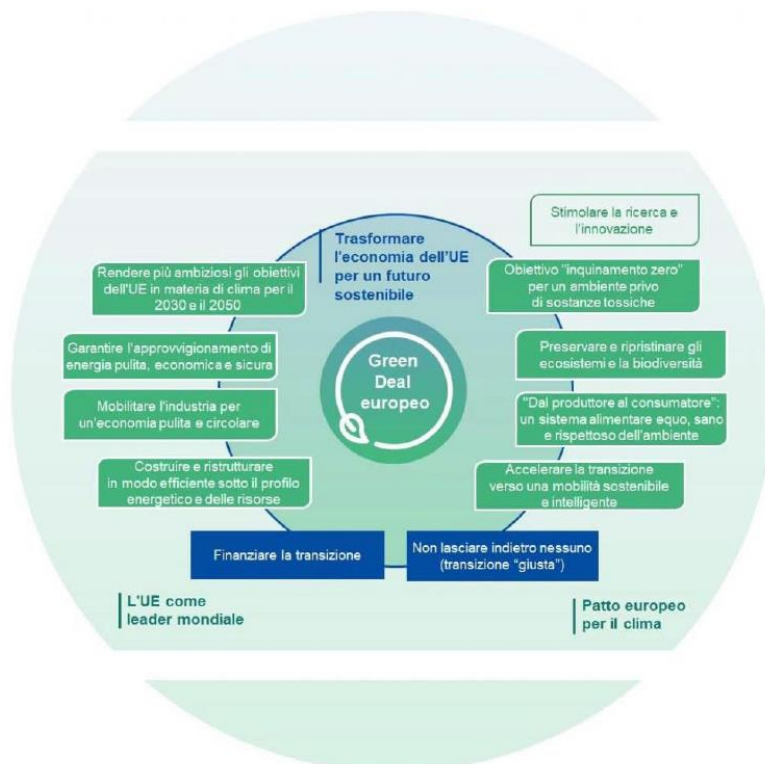 Trasformare
l'economia dell'UE
per un futuro
sostenibile
Stimolare la ricerca e
l'innovazione
Rendere più ambiziosi gli obiettivi
dell'UE in materia di clima per il
2030 e il 2050
Obiettivo "inquinamento zero"
per un ambiente privo
di sostanze tossiche
Garantire l'approvvigionamento di
energia pulita, economica e sicura
Preservare e ripristinare gli
ecosistemi e la biodiversità
Green
Deal
europeo
Mobilitare l'industria per
un'economia pulita e circolare
"Dal produttore al consumatore":
un sistema alimentare equo, sano
e rispettoso dell'ambiente
Costruire e ristrutturare
in modo efficiente sotto il profilo
energetico e delle risorse
Accelerare la transizione
verso una mobilità sostenibile
e intelligente
Finanziare la transizione
Non lasciare indietro nessuno
(transizione “giusta”)
L'UE come
leader mondiale
Patto europeo
per il clima